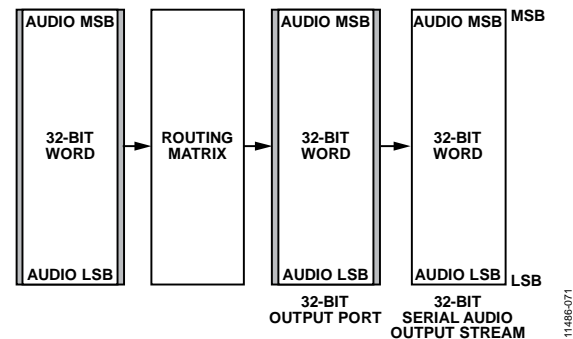 AUDIO MSB
AUDIO MSB
AUDIO MSB
MSB
32-BIT
WORD
ROUTING
MATRIX
32-BIT
WORD
32-BIT
WORD
AUDIO LSB
AUDIO LSB
AUDIO LSB
LSB
32-BIT
OUTPUT PORT
32-BIT
SERIAL AUDIO
OUTPUT STREAM
11486-071